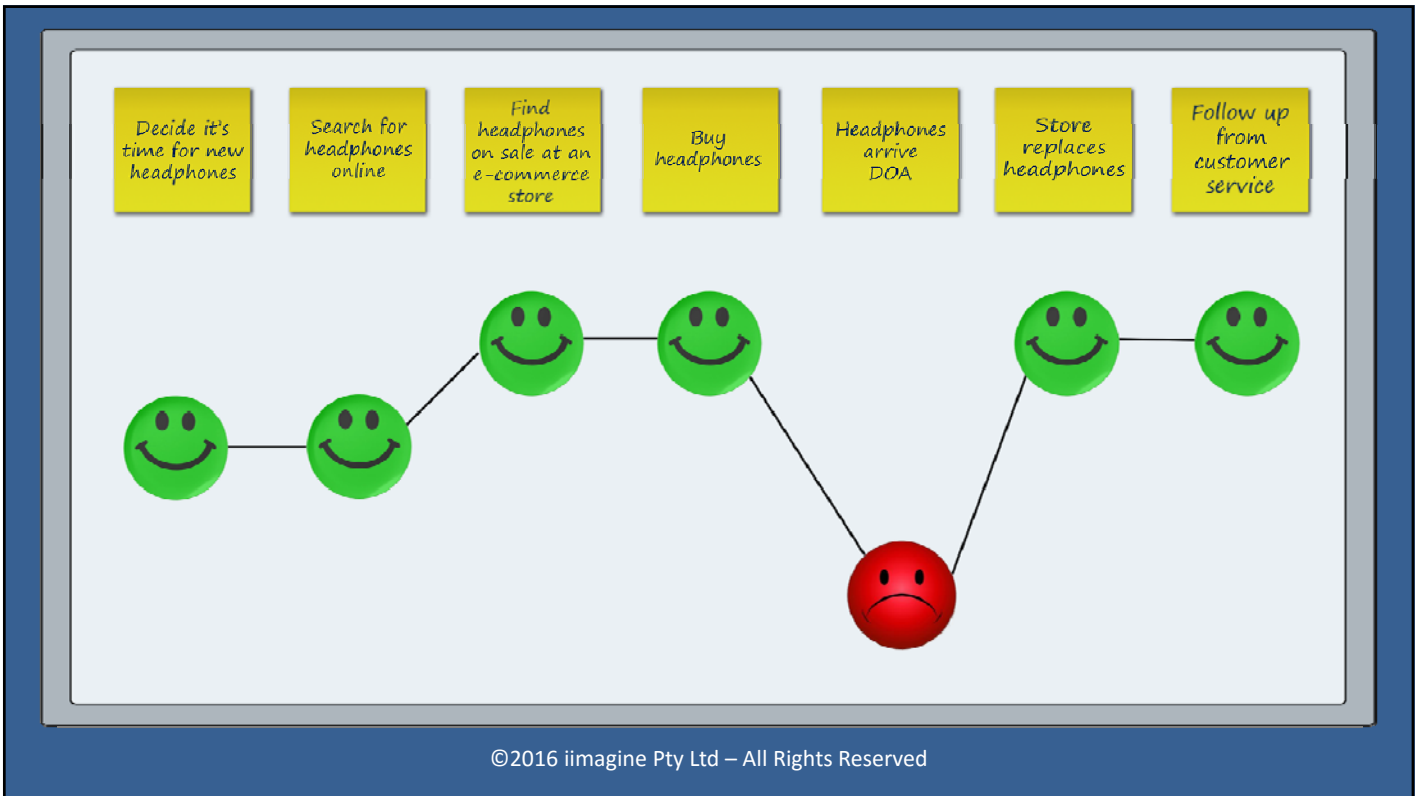 Decide it's
time for new
headphones
Search for
headphones
online
Find
headphones
on sale at an
e-commerce
store
Buy
headphones
Headphones
arrive
DOA
Store
replaces
headphones
Follow up
from
customer
service
©2016 iimagine Pty Ltd – All Rights Reserved